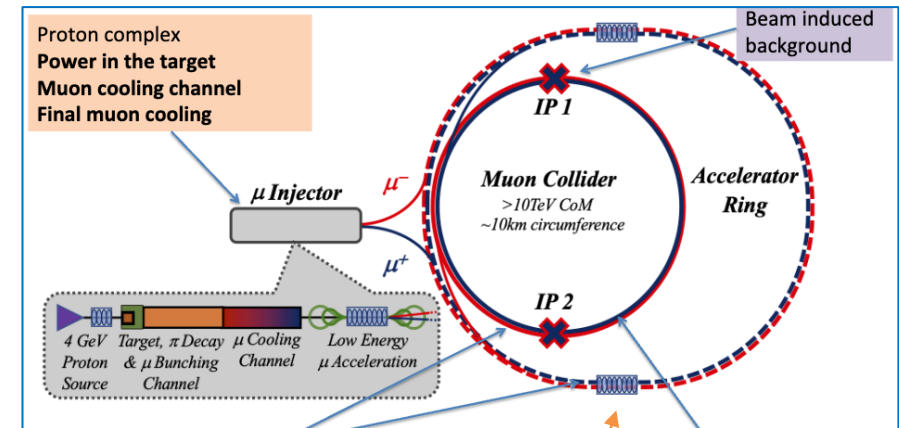 Proton complex
Power in the target
Muon cooling channel
Final muon cooling
Beam induced
background
IP 1
μ Injector
μ⁻
Muon Collider
>10TeV CoM
~10km circumference
Accelerator
Ring
μ⁺
IP 2
4 GeV
Proton
Source
Target, π Decay
& μ Bunching
Channel
μ Cooling
Channel
Low Energy
μ Acceleration